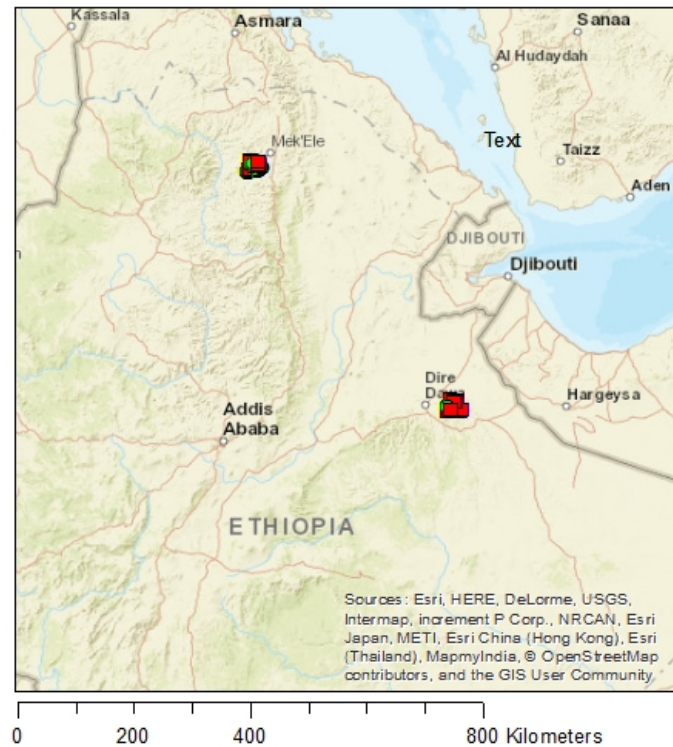 Kassala
Asmara
Sanaa
Al Hudaydah
Mek'Ele
Text
Taizz
Aden
DJIBOUTI
Djibouti
Dire
Hargeysa
Addis
Ababa
ETHIOPIA
Sources: Esri, HERE, DeLorme, USGS,
Intermap, increment P Corp., NRCAN, Esri
Japan, METI, Esri China (Hong Kong), Esri
(Thailand), MapmyIndia, © OpenStreetMap
contributors, and the GIS User Community
0 200 400 800 Kilometers